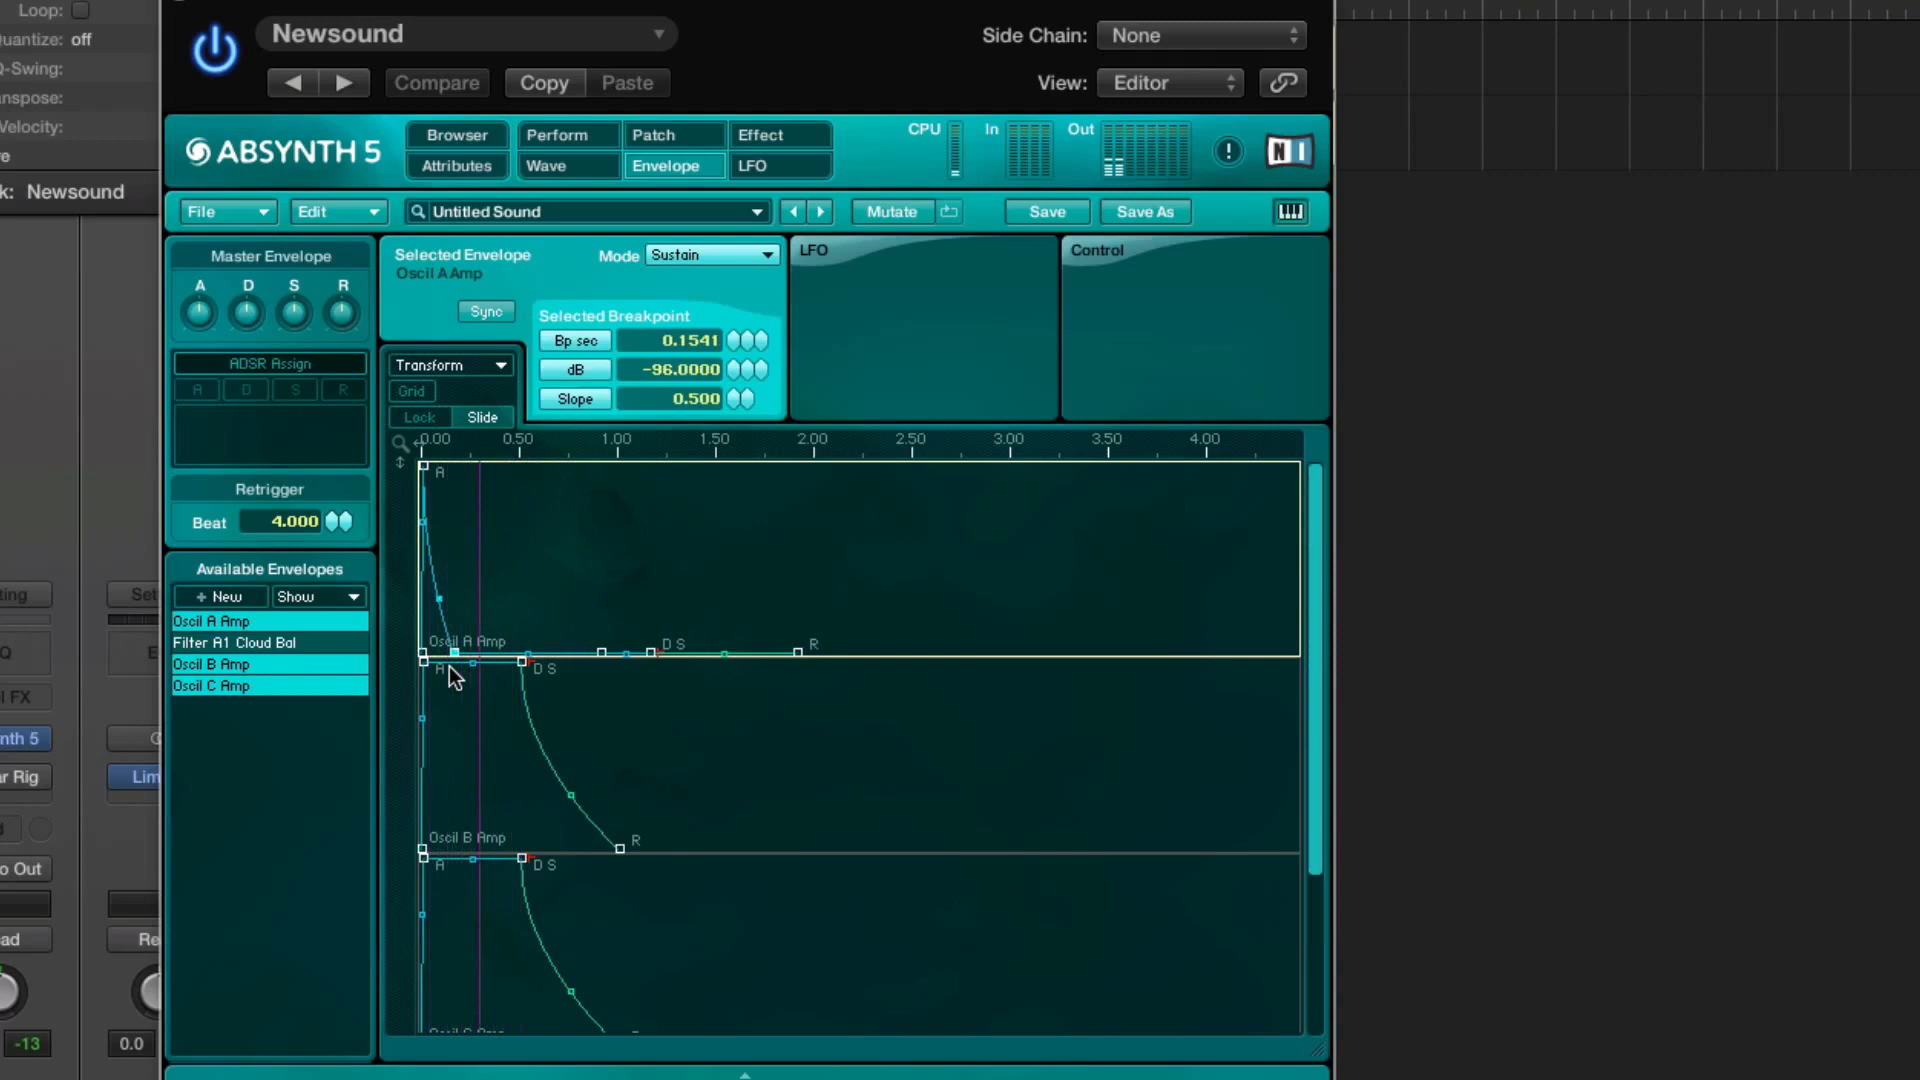 Loop:
Quantize: off
Q-Swing:
Transpose:
Velocity:
k: Newsound
Newsound
Side Chain: None
Compare Copy Paste
View: Editor
ABSYNTH 5
Browser Perform Patch Effect
Attributes Wave Envelope LFO
CPU In Out
! N I
File Edit Untitled Sound Mutate Save Save As
Master Envelope
A D S R
ADSR Assign
A D S R
Retrigger
Beat 4.000
Available Envelopes
+ New Show
Oscil A Amp
Filter A1 Cloud Bal
Oscil B Amp
Oscil C Amp
Selected Envelope
Oscil A Amp
Mode Sustain
Sync
Selected Breakpoint
Bp sec 0.1541
dB -96.0000
Slope 0.500
Transform
Grid
Lock Slide
LFO
Control
0.00 0.50 1.00 1.50 2.00 2.50 3.00 3.50 4.00
A
Oscil A Amp D S R
A D S
Oscil B Amp R
A D S
nth 5
ar Rig
Lim
o Out
ad
Re
-13
0.0